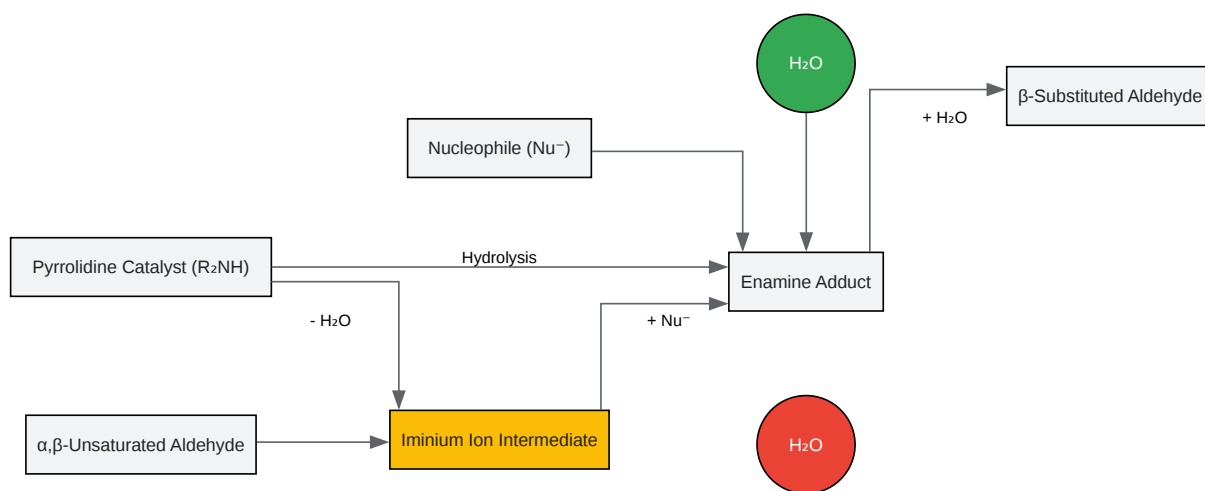 H₂O
β-Substituted Aldehyde
+ H₂O
Nucleophile (Nu⁻)
Pyrrolidine Catalyst (R₂NH)
Hydrolysis
Enamine Adduct
- H₂O
+ Nu⁻
α,β-Unsaturated Aldehyde
Iminium Ion Intermediate
H₂O